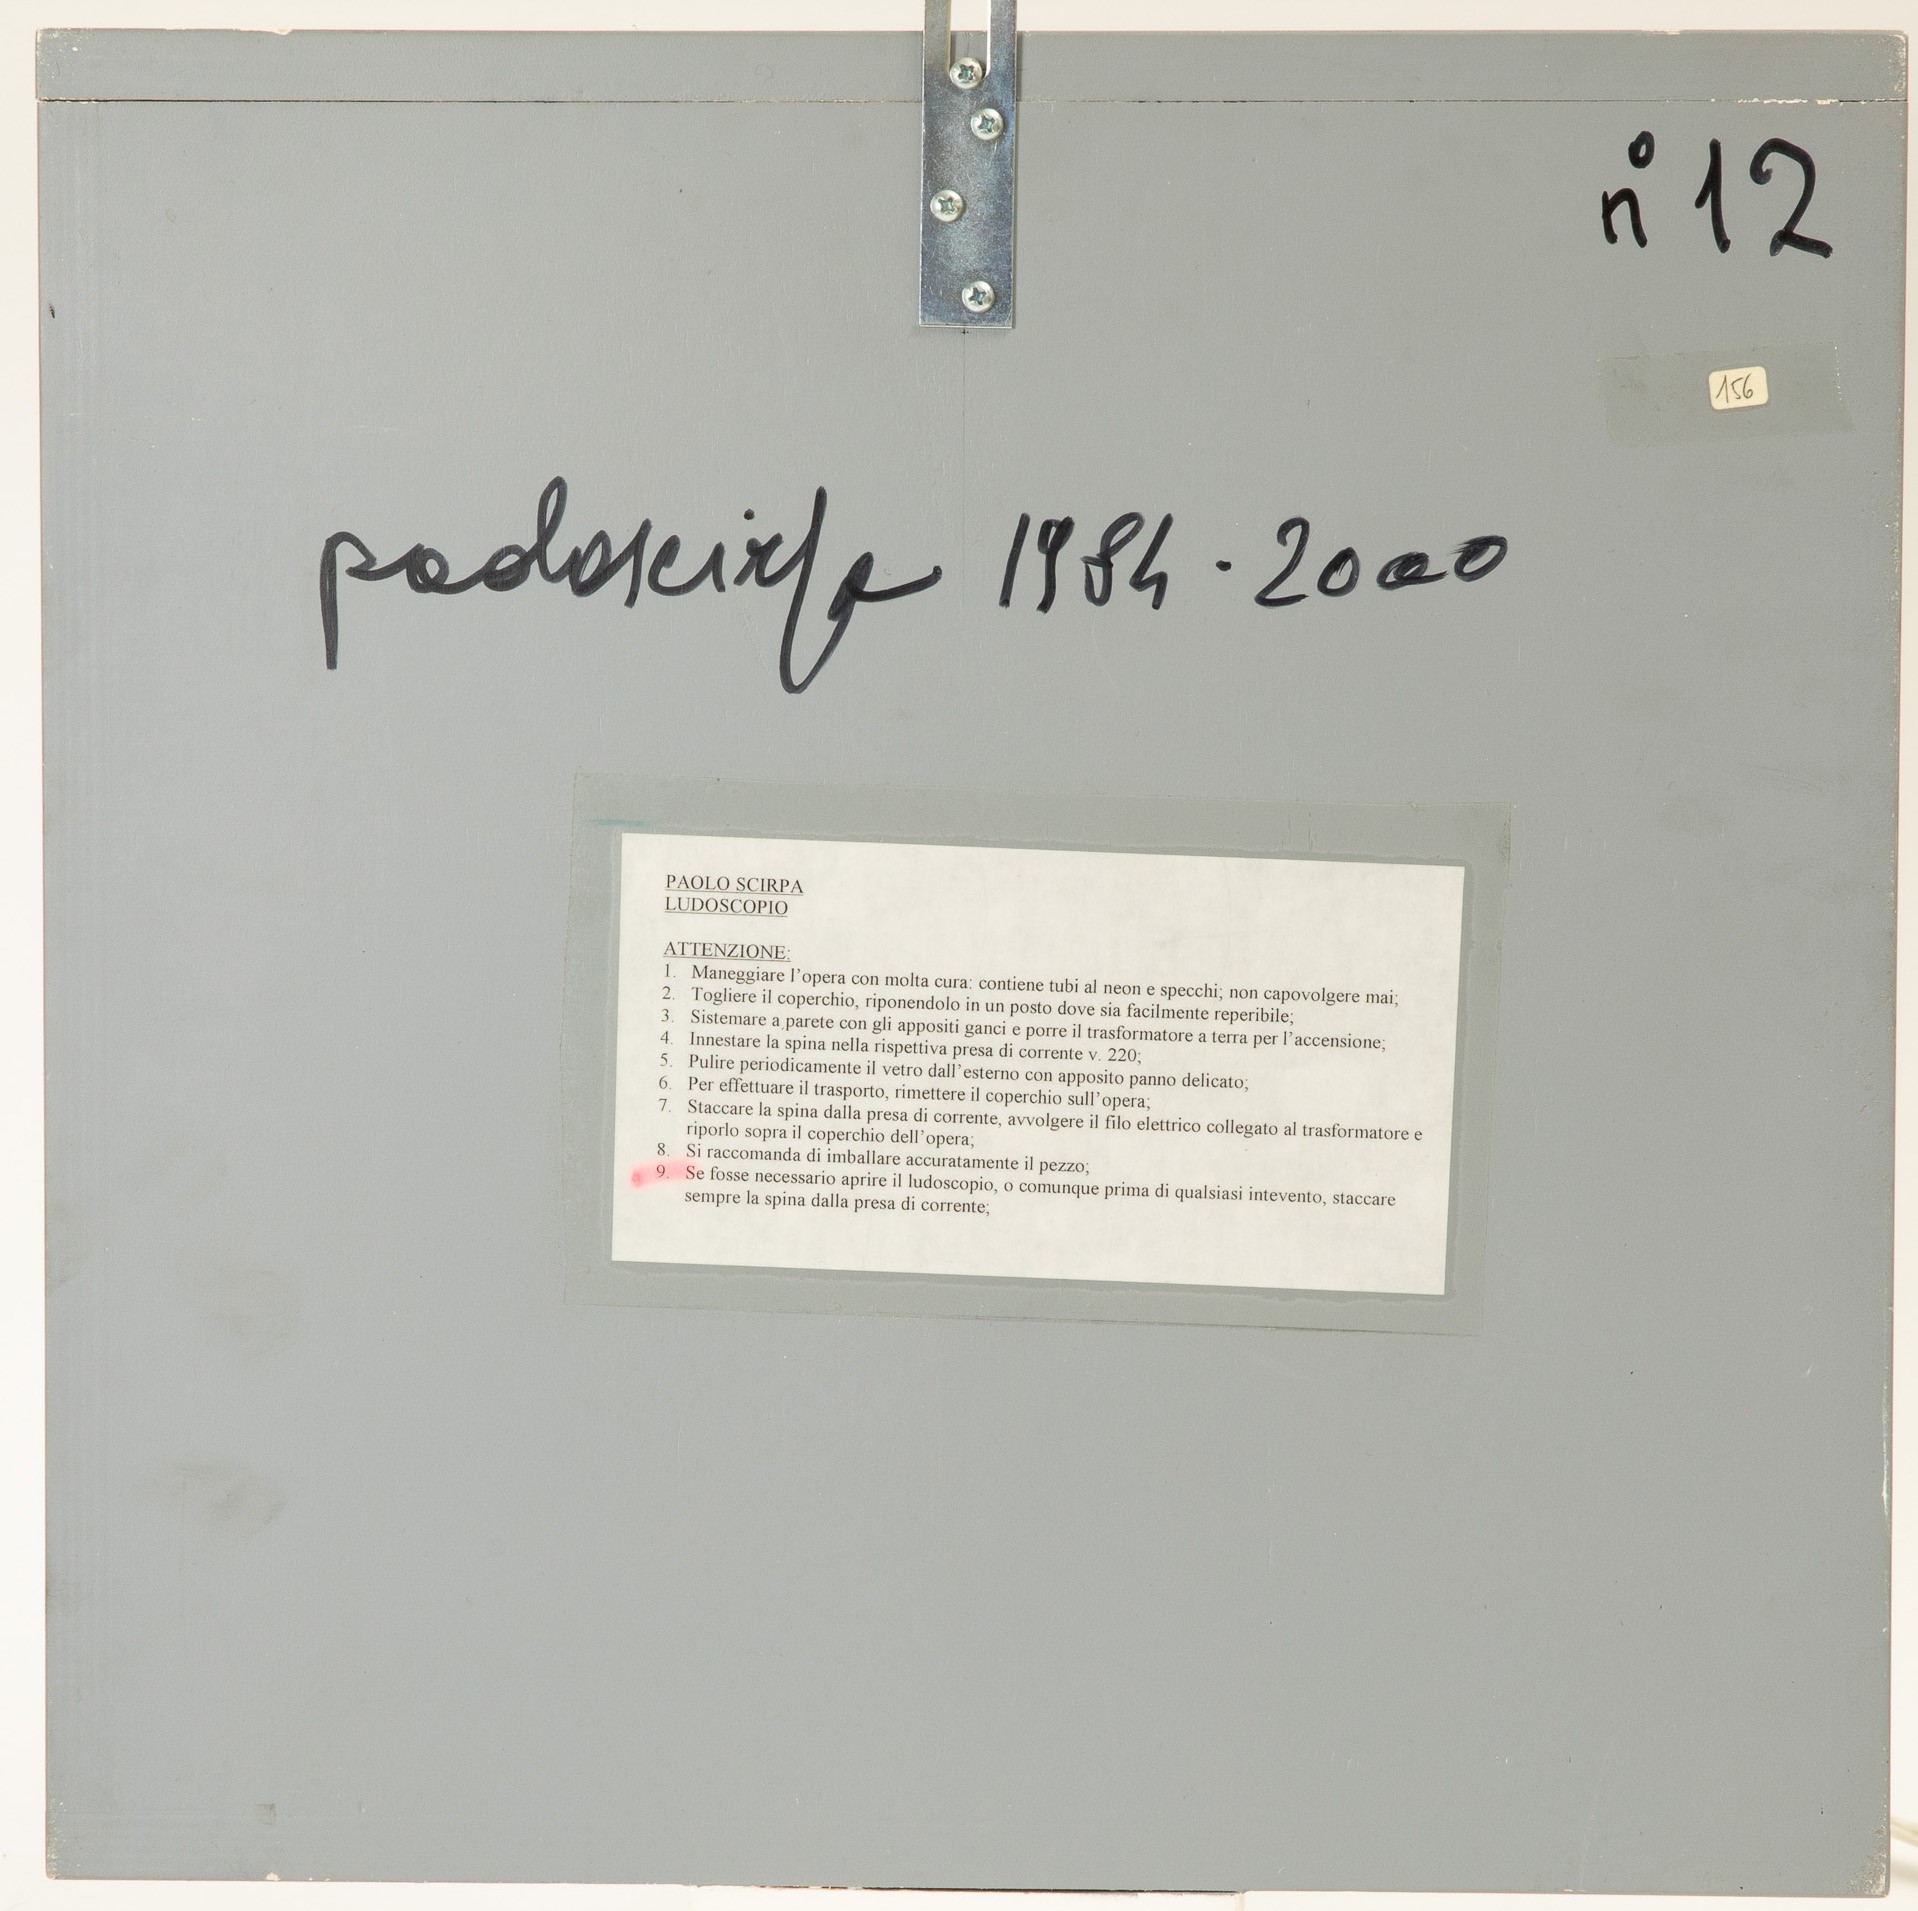 n° 12
156
paoloscirpa 1984 · 2000
PAOLO SCIRPA
LUDOSCOPIO
ATTENZIONE:
1. Maneggiare l'opera con molta cura: contiene tubi al neon e specchi; non capovolgere mai;
2. Togliere il coperchio, riponendolo in un posto dove sia facilmente reperibile;
3. Sistemare a parete con gli appositi ganci e porre il trasformatore a terra per l'accensione;
4. Innestare la spina nella rispettiva presa di corrente v. 220;
5. Pulire periodicamente il vetro dall'esterno con apposito panno delicato;
6. Per effettuare il trasporto, rimettere il coperchio sull'opera;
7. Staccare la spina dalla presa di corrente, avvolgere il filo elettrico collegato al trasformatore e
riporlo sopra il coperchio dell'opera;
8. Si raccomanda di imballare accuratamente il pezzo;
9. Se fosse necessario aprire il ludoscopio, o comunque prima di qualsiasi intevento, staccare
sempre la spina dalla presa di corrente;